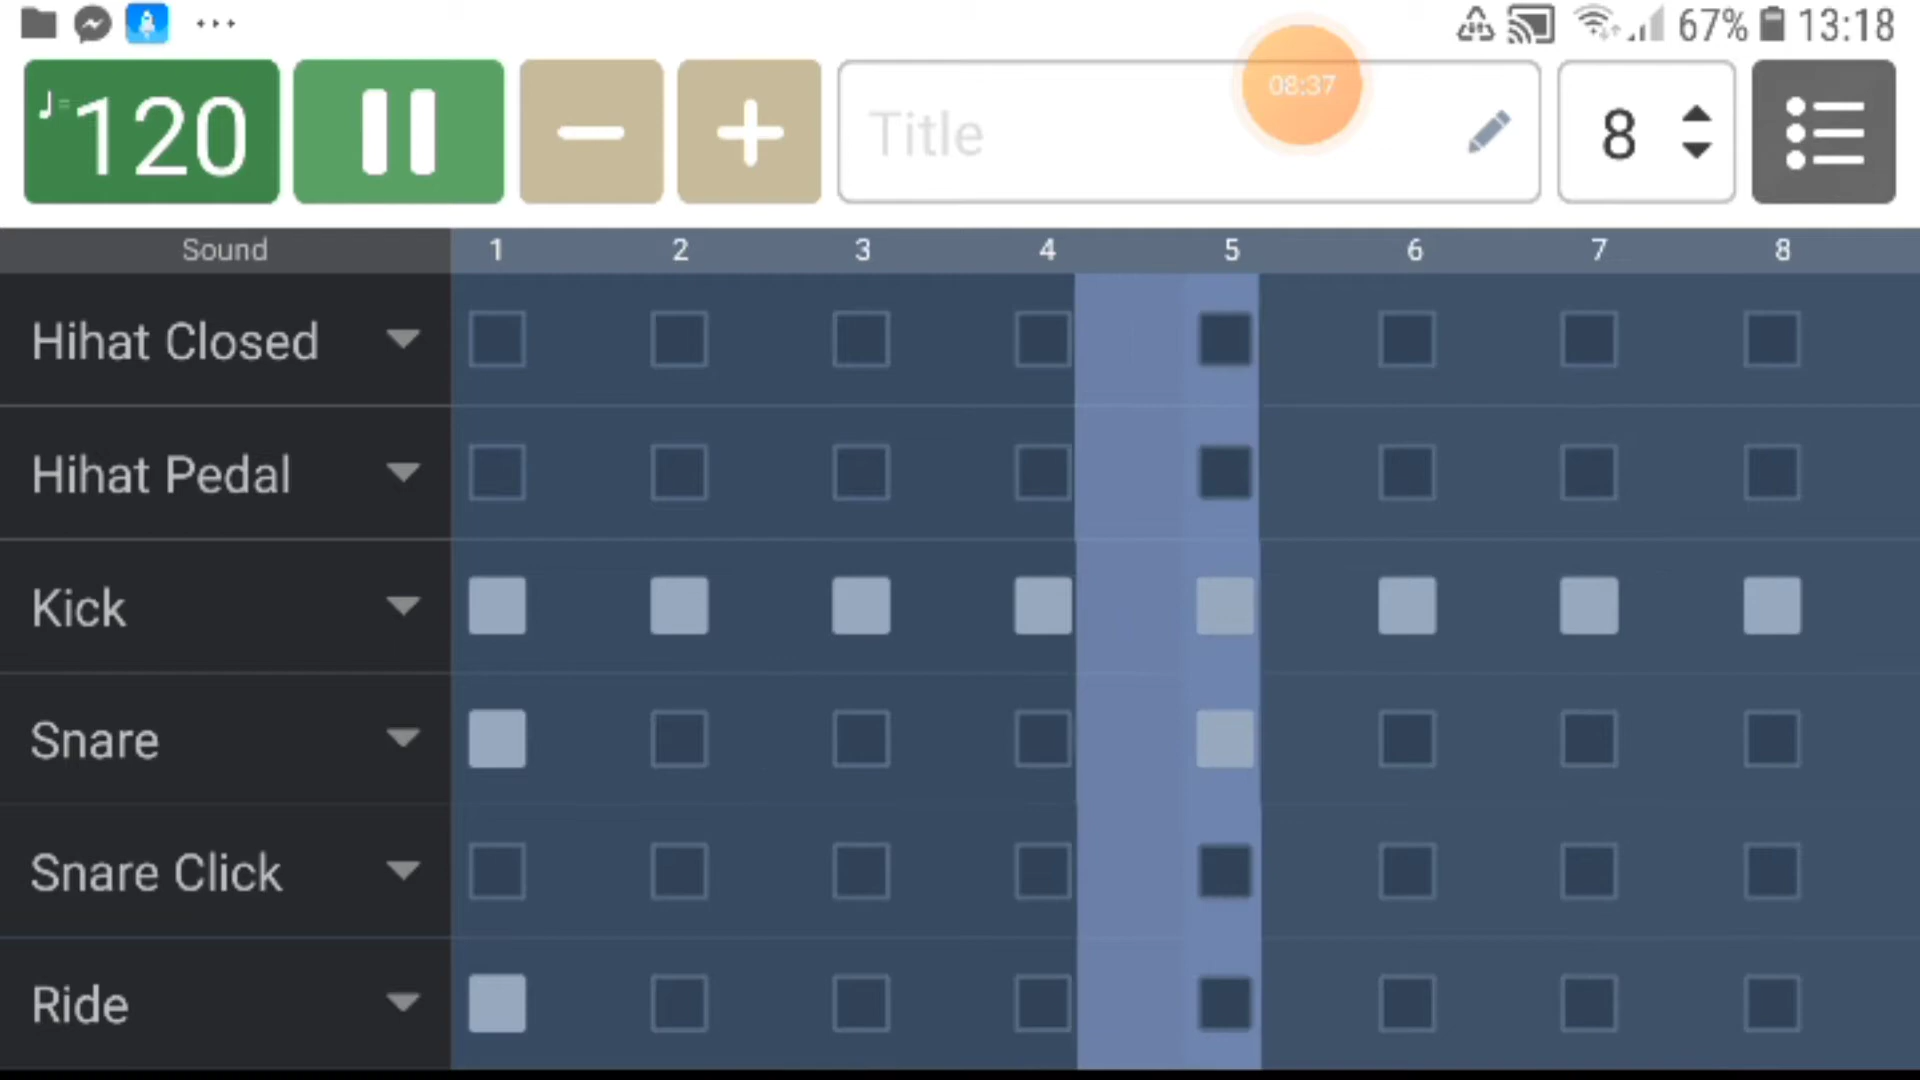 67% 13:18
♩= 120
Title
08:37
8
Sound 1 2 3 4 5 6 7 8
Hihat Closed
Hihat Pedal
Kick
Snare
Snare Click
Ride